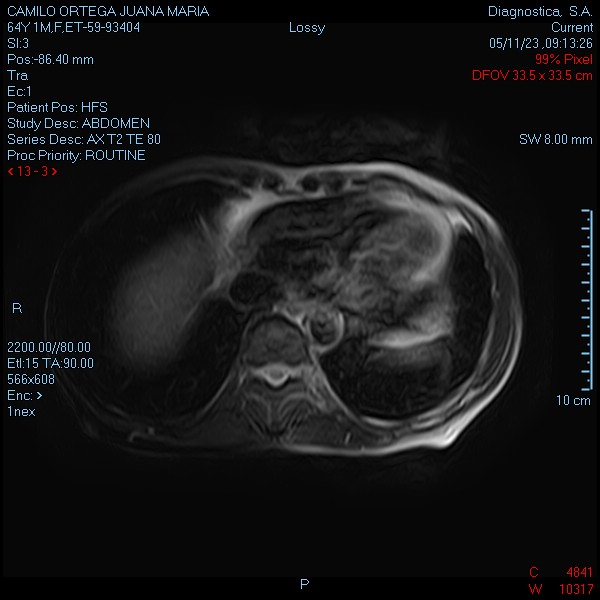 CAMILO ORTEGA JUANA MARIA
64Y 1M,F,ET-59-93404
Sl:3
Pos:-86.40 mm
Tra
Ec:1
Patient Pos: HFS
Study Desc: ABDOMEN
Series Desc: AX T2 TE 80
Proc Priority: ROUTINE
< 13 - 3 >
Lossy
Diagnostica, S.A.
Current
05/11/23 ,09:13:26
99% Pixel
DFOV 33.5 x 33.5 cm
SW 8.00 mm
R
2200.00//80.00
Etl:15 TA:90.00
566x608
Enc: >
1nex
10 cm
P
C 4841
W 10317